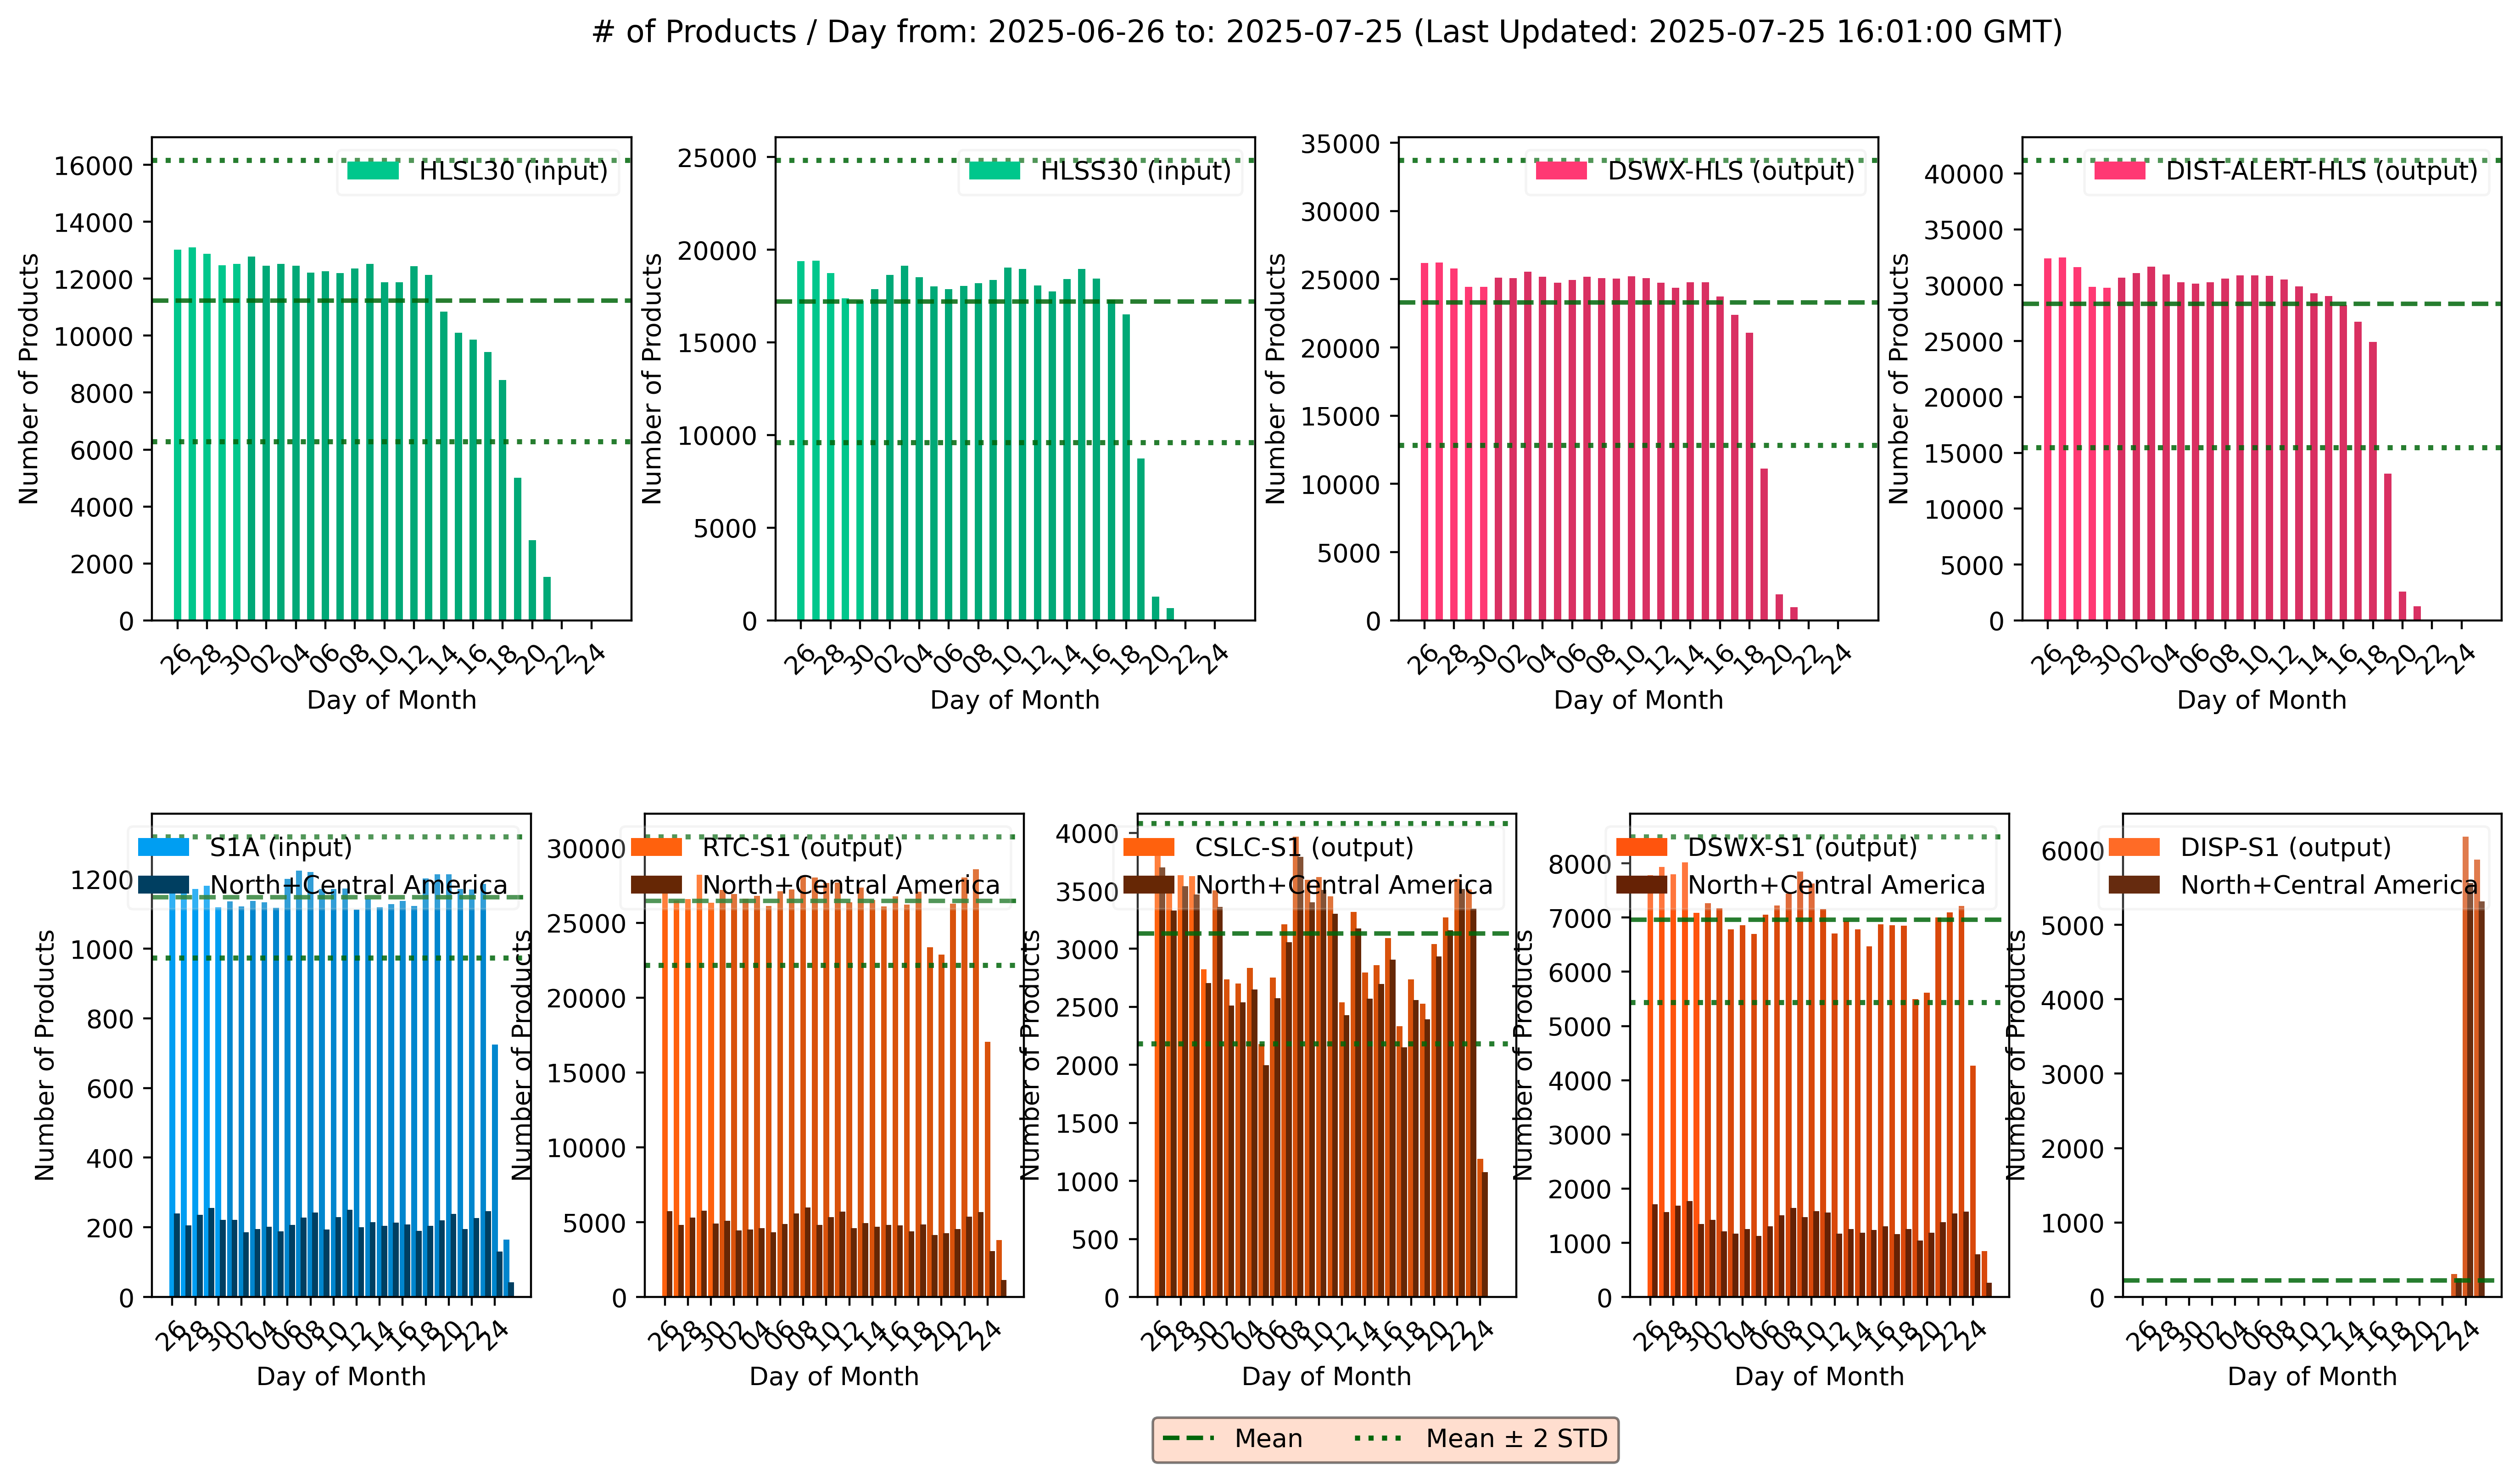 # of Products / Day from: 2025-06-26 to: 2025-07-25 (Last Updated: 2025-07-25 16:01:00 GMT)
HLSL30 (input)
Number of Products
16000
14000
12000
10000
8000
6000
4000
2000
0
26 28 30 02 04 06 08 10 12 14 16 18 20 22 24
Day of Month
HLSS30 (input)
Number of Products
25000
20000
15000
10000
5000
0
26 28 30 02 04 06 08 10 12 14 16 18 20 22 24
Day of Month
DSWX-HLS (output)
Number of Products
35000
30000
25000
20000
15000
10000
5000
0
26 28 30 02 04 06 08 10 12 14 16 18 20 22 24
Day of Month
DIST-ALERT-HLS (output)
Number of Products
40000
35000
30000
25000
20000
15000
10000
5000
0
26 28 30 02 04 06 08 10 12 14 16 18 20 22 24
Day of Month
S1A (input)
North+Central America
Number of Products
1200
1000
800
600
400
200
0
26 28 30 02 04 06 08 10 12 14 16 18 20 22 24
Day of Month
RTC-S1 (output)
North+Central America
Number of Products
30000
25000
20000
15000
10000
5000
0
26 28 30 02 04 06 08 10 12 14 16 18 20 22 24
Day of Month
CSLC-S1 (output)
North+Central America
Number of Products
4000
3500
3000
2500
2000
1500
1000
500
0
26 28 30 02 04 06 08 10 12 14 16 18 20 22 24
Day of Month
DSWX-S1 (output)
North+Central America
Number of Products
8000
7000
6000
5000
4000
3000
2000
1000
0
26 28 30 02 04 06 08 10 12 14 16 18 20 22 24
Day of Month
DISP-S1 (output)
North+Central America
Number of Products
6000
5000
4000
3000
2000
1000
0
26 28 30 02 04 06 08 10 12 14 16 18 20 22 24
Day of Month
Mean
Mean ± 2 STD